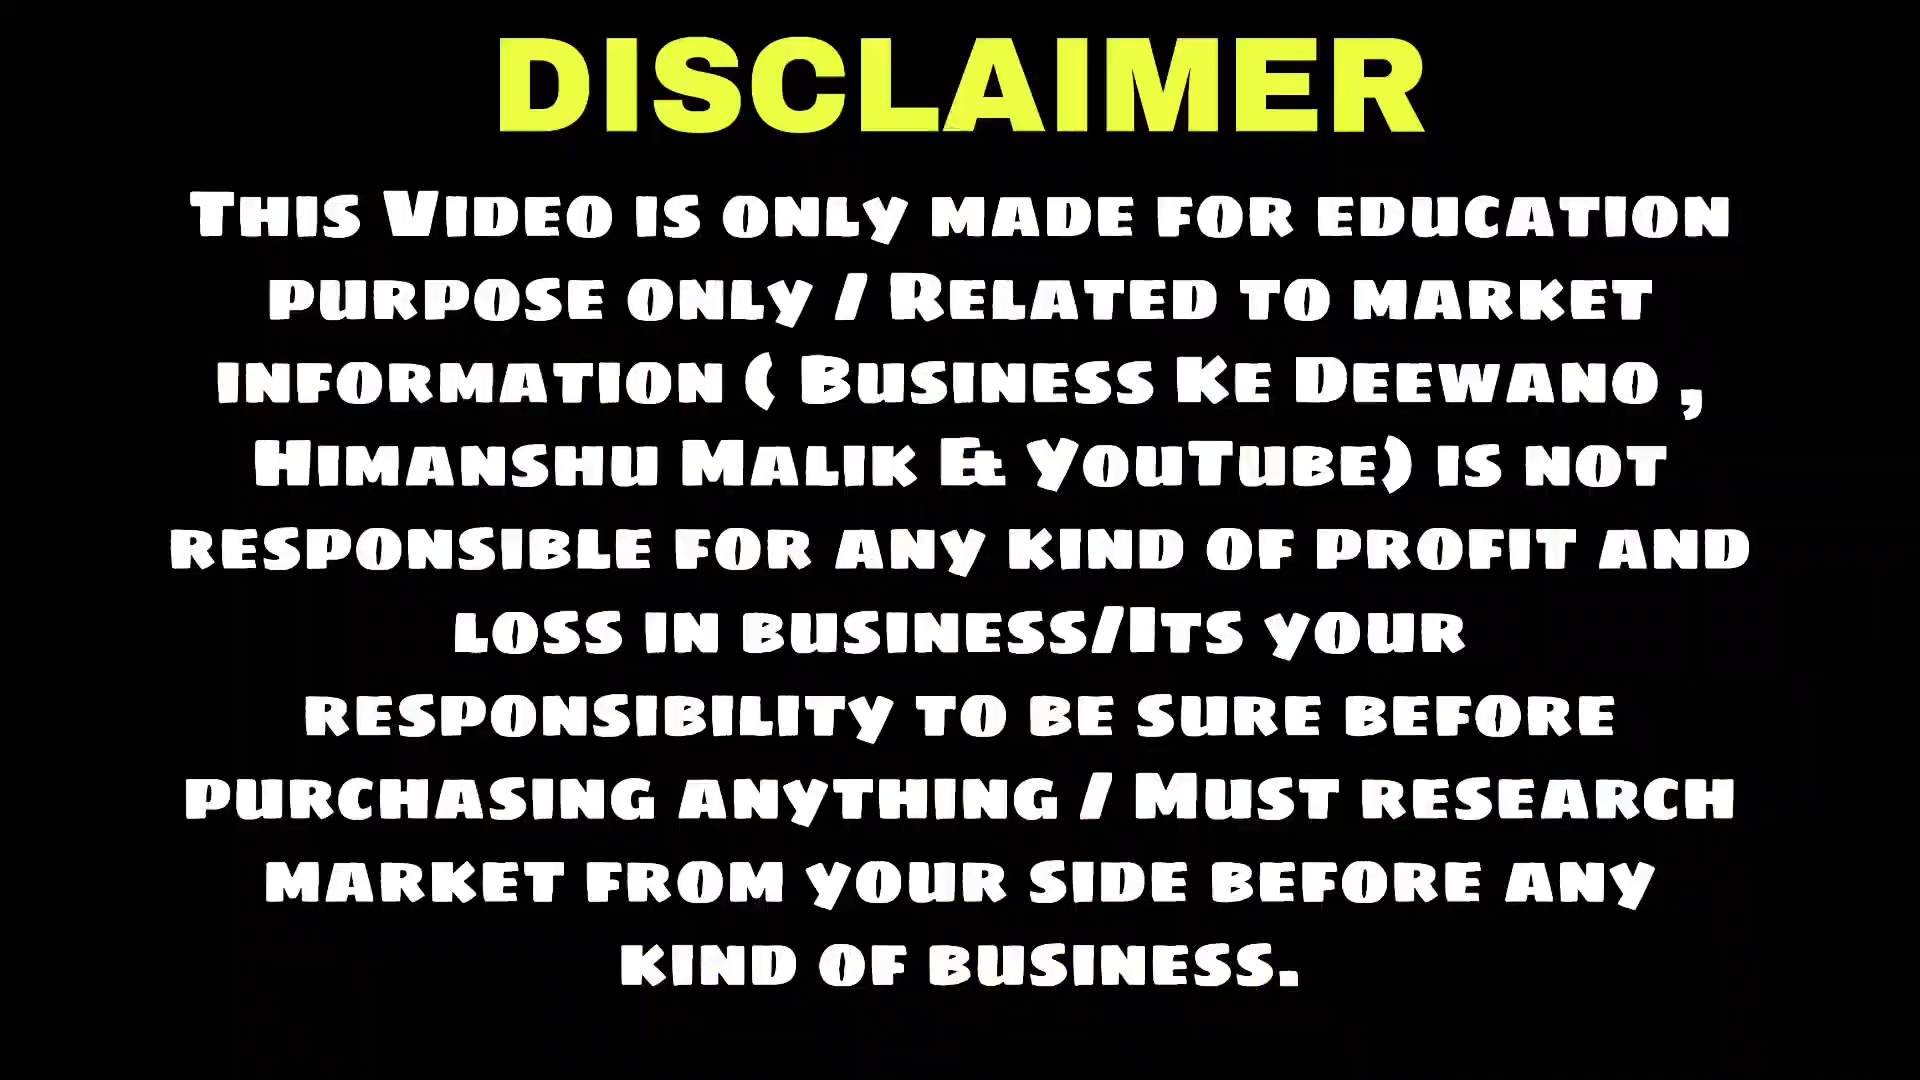 DISCLAIMER
This Video is only made for education
purpose only / Related to market
information ( Business Ke Deewano ,
Himanshu Malik & YouTube) is not
responsible for any kind of profit and
loss in business/Its your
responsibility to be sure before
purchasing anything / Must research
market from your side before any
kind of business.